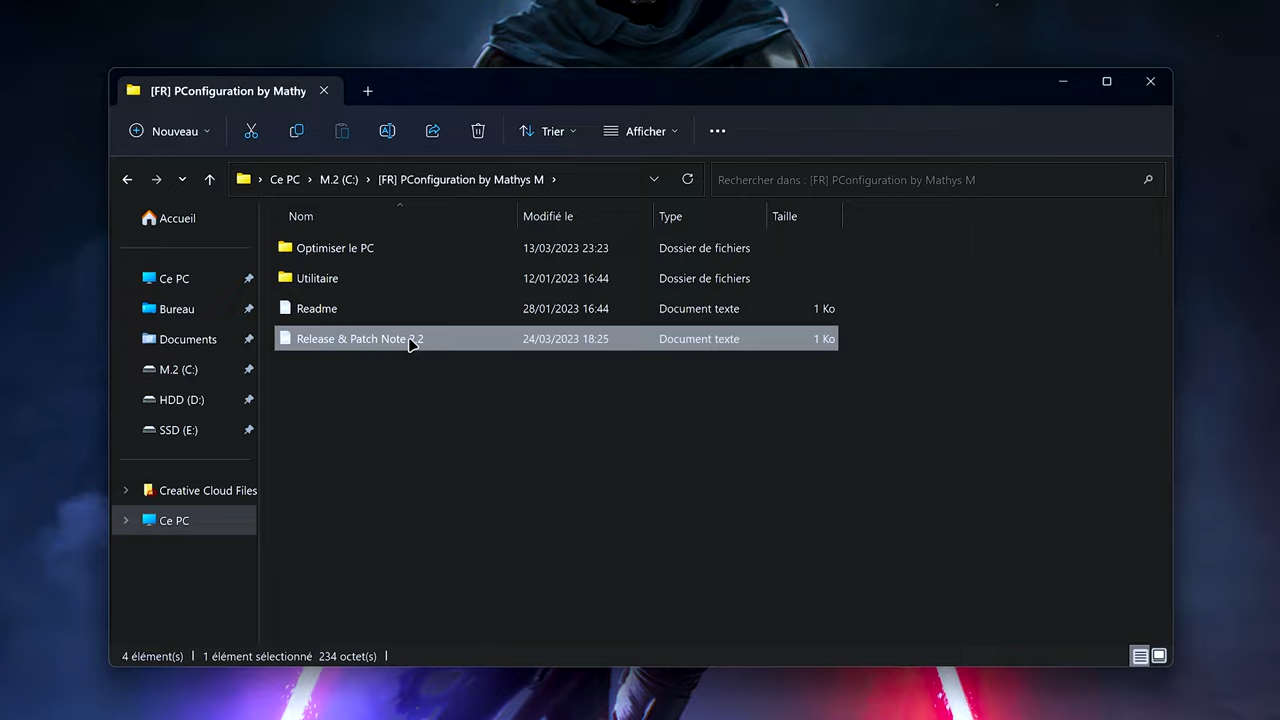 [FR] PConfiguration by Mathy
Nouveau
Trier
Afficher
Ce PC > M.2 (C:) > [FR] PConfiguration by Mathys M >
Rechercher dans : [FR] PConfiguration by Mathys M
Accueil
Ce PC
Bureau
Documents
M.2 (C:)
HDD (D:)
SSD (E:)
Creative Cloud Files
Ce PC
Nom Modifié le Type Taille
Optimiser le PC 13/03/2023 23:23 Dossier de fichiers
Utilitaire 12/01/2023 16:44 Dossier de fichiers
Readme 28/01/2023 16:44 Document texte 1 Ko
Release & Patch Note 24/03/2023 18:25 Document texte 1 Ko
4 élément(s) 1 élément sélectionné 234 octet(s)